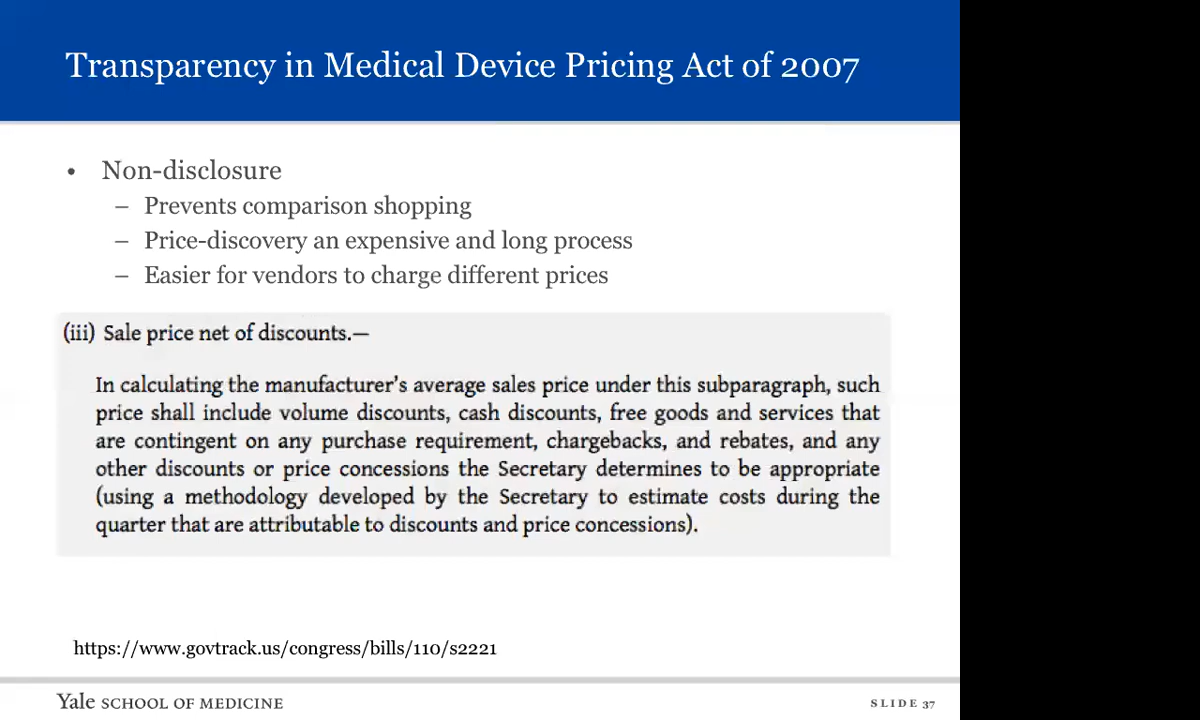 Transparency in Medical Device Pricing Act of 2007
• Non-disclosure
– Prevents comparison shopping
– Price-discovery an expensive and long process
– Easier for vendors to charge different prices
(iii) Sale price net of discounts.—
In calculating the manufacturer's average sales price under this subparagraph, such
price shall include volume discounts, cash discounts, free goods and services that
are contingent on any purchase requirement, chargebacks, and rebates, and any
other discounts or price concessions the Secretary determines to be appropriate
(using a methodology developed by the Secretary to estimate costs during the
quarter that are attributable to discounts and price concessions).
https://www.govtrack.us/congress/bills/110/s2221
Yale SCHOOL OF MEDICINE
SLIDE 37